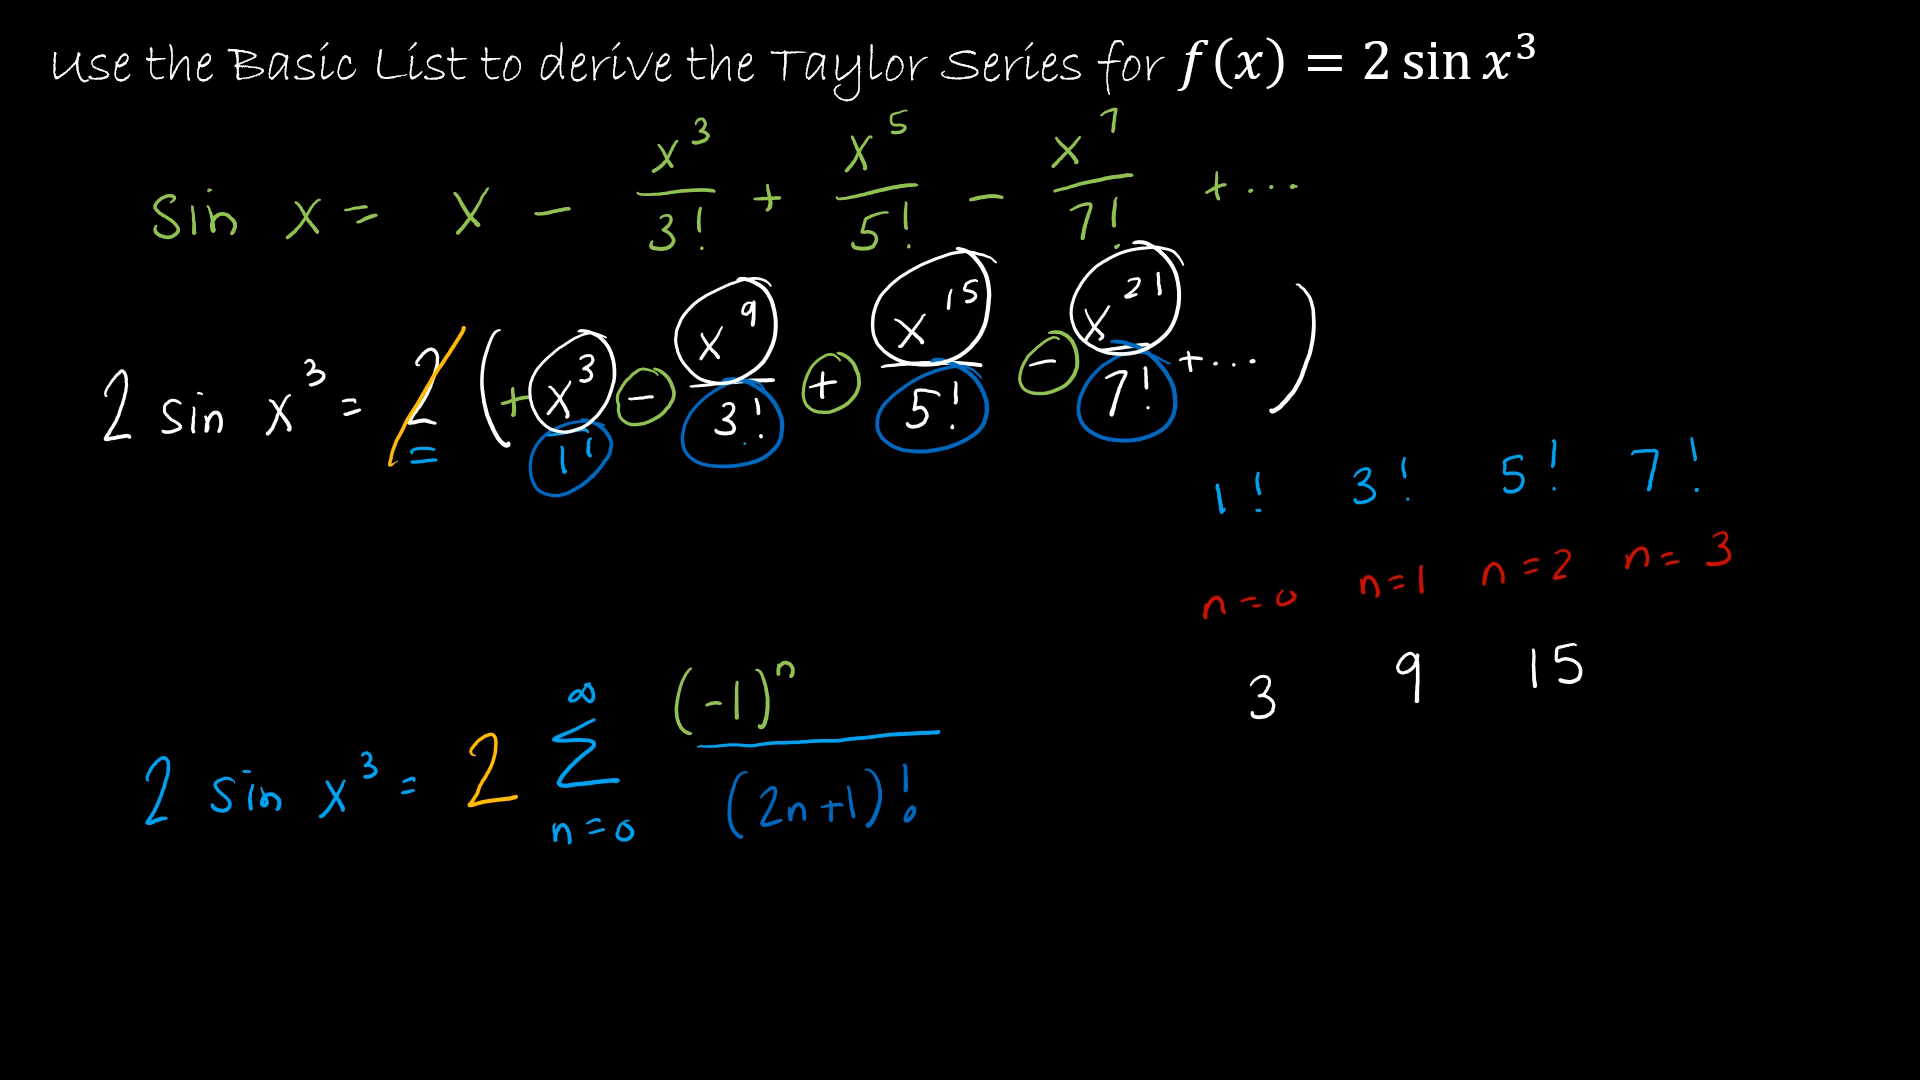 Use the Basic List to derive the Taylor Series for f(x) = 2 sin x³
sin x = x - x³/3! + x⁵/5! - x⁷/7! + ...
2 sin x³ = 2 ( + x³/1! - x⁹/3! + x¹⁵/5! - x²¹/7! + ... )
1! 3! 5! 7!
n=0 n=1 n=2 n=3
3 9 15
2 sin x³ = 2 ∞ Σ n=0 (-1)ⁿ/(2n+1)!